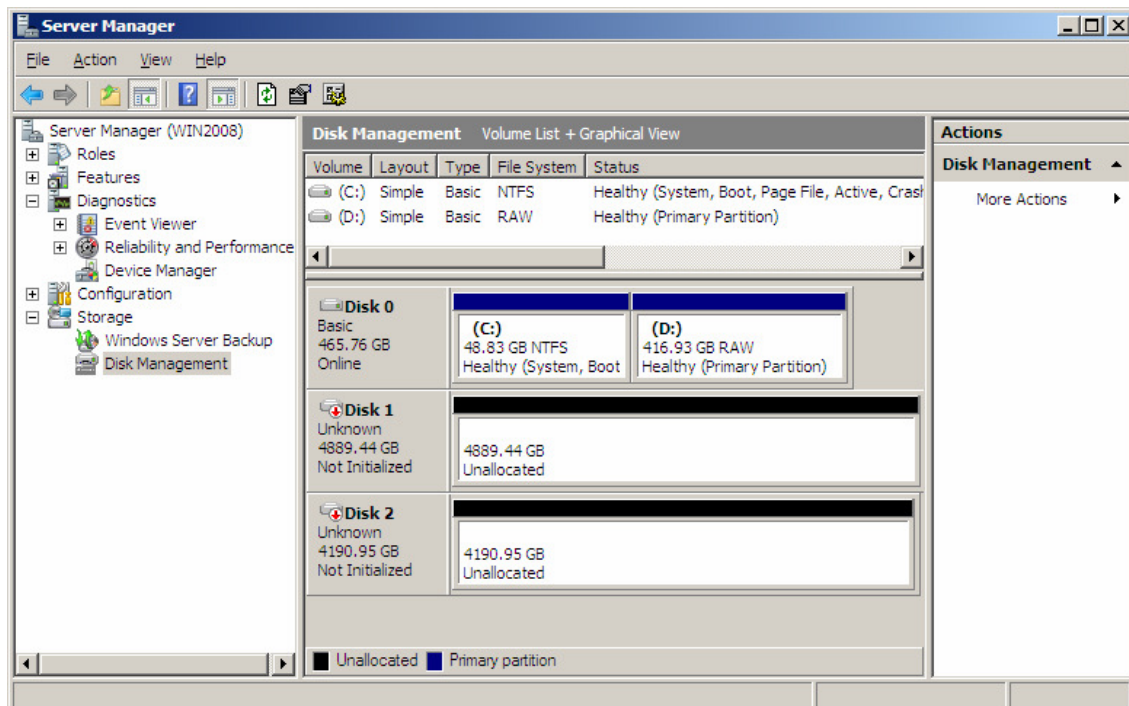 Server Manager
File Action View Help
Server Manager (WIN2008)
Roles
Features
Diagnostics
Event Viewer
Reliability and Performance
Device Manager
Configuration
Storage
Windows Server Backup
Disk Management
Disk Management Volume List + Graphical View
Volume Layout Type File System Status
(C:) Simple Basic NTFS Healthy (System, Boot, Page File, Active, Crash
(D:) Simple Basic RAW Healthy (Primary Partition)
Disk 0
Basic
465.76 GB
Online
(C:)
48.83 GB NTFS
Healthy (System, Boot
(D:)
416.93 GB RAW
Healthy (Primary Partition)
Disk 1
Unknown
4889.44 GB
Not Initialized
4889.44 GB
Unallocated
Disk 2
Unknown
4190.95 GB
Not Initialized
4190.95 GB
Unallocated
Unallocated Primary partition
Actions
Disk Management
More Actions